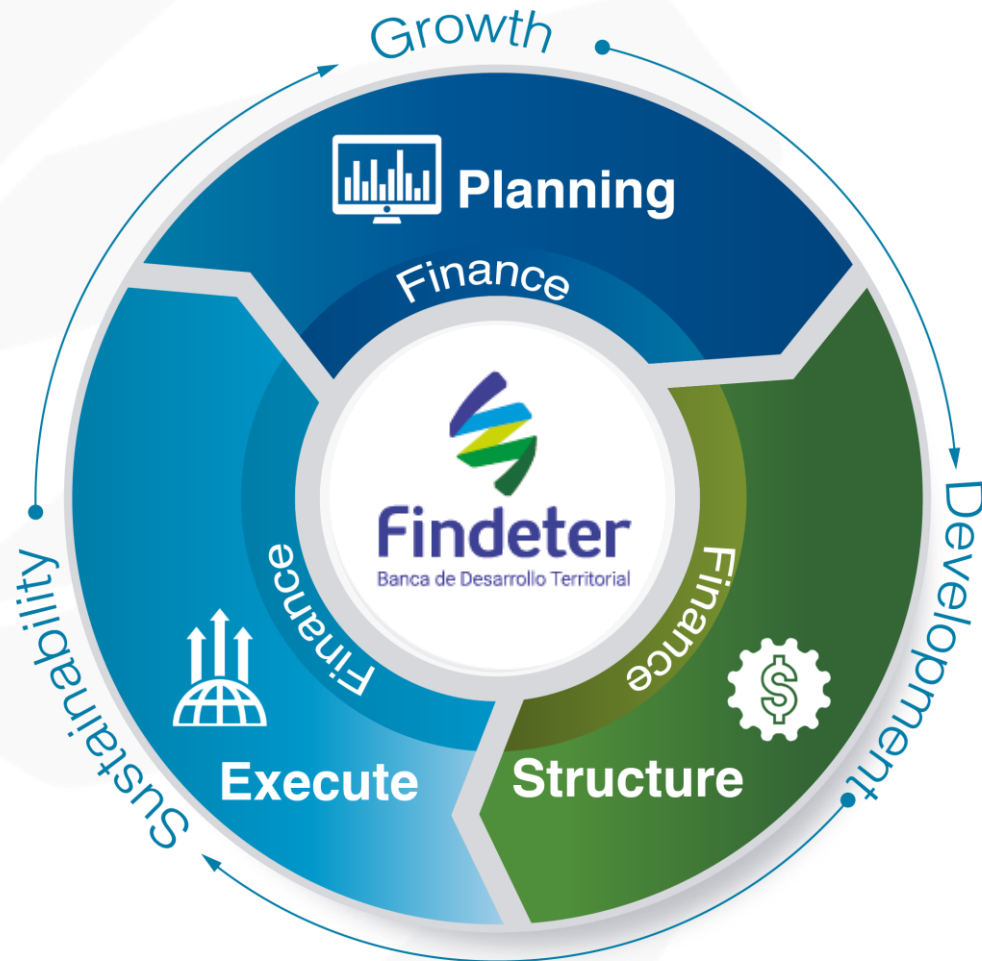 Growth
Planning
Finance
Findeter
Banca de Desarrollo Territorial
Finance
Finance
Development
Sustainability
$
Execute
Structure